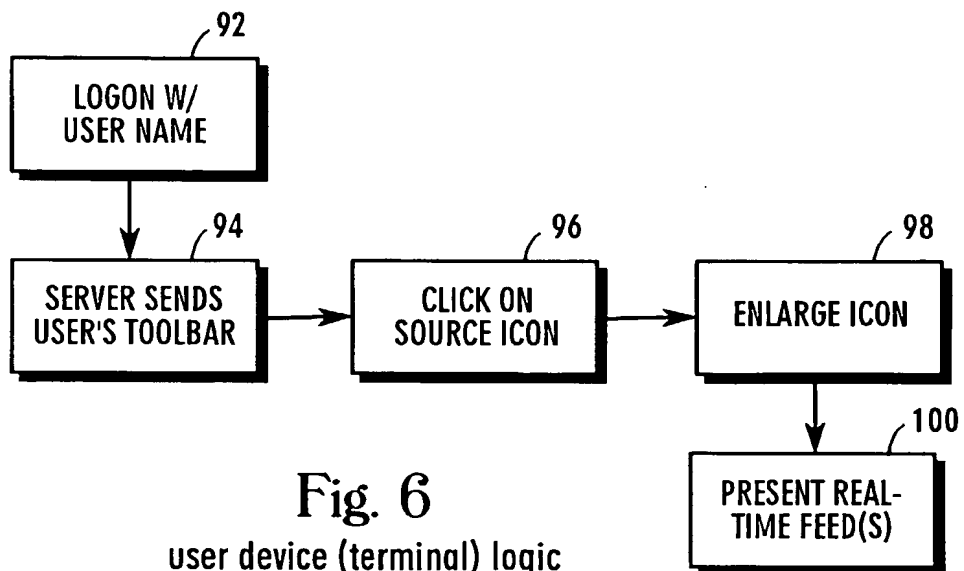 92
LOGON W/
USER NAME
94
SERVER SENDS
USER'S TOOLBAR
96
CLICK ON
SOURCE ICON
98
ENLARGE ICON
100
PRESENT REAL-
TIME FEED(S)
Fig. 6
user device (terminal) logic